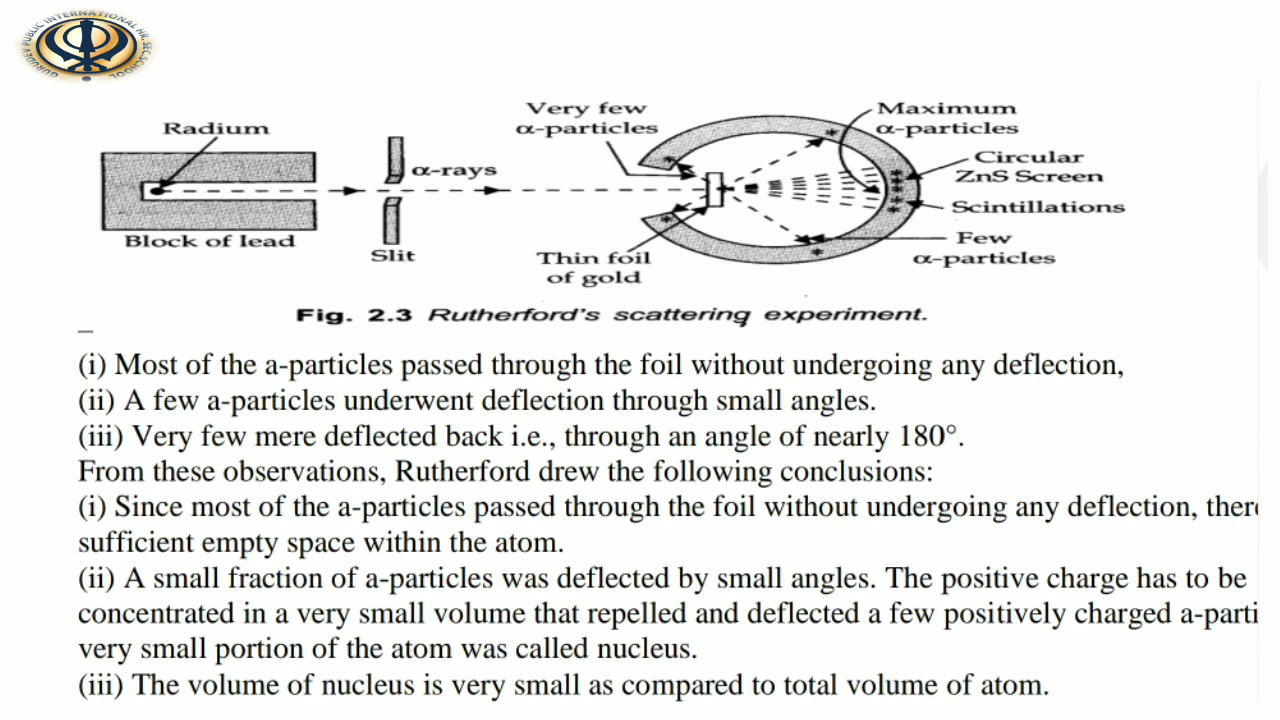 GURUDEV PUBLIC INTERNATIONAL HR. SEC. SCHOOL
Radium
Very few
α-particles
Maximum
α-particles
α-rays
Circular
ZnS Screen
Scintillations
Block of lead
Slit
Thin foil
of gold
Few
α-particles
Fig. 2.3 Rutherford's scattering experiment.
(i) Most of the a-particles passed through the foil without undergoing any deflection,
(ii) A few a-particles underwent deflection through small angles.
(iii) Very few mere deflected back i.e., through an angle of nearly 180°.
From these observations, Rutherford drew the following conclusions:
(i) Since most of the a-particles passed through the foil without undergoing any deflection,
sufficient empty space within the atom.
(ii) A small fraction of a-particles was deflected by small angles. The positive charge has to be
concentrated in a very small volume that repelled and deflected a few positively charged
very small portion of the atom was called nucleus.
(iii) The volume of nucleus is very small as compared to total volume of atom.